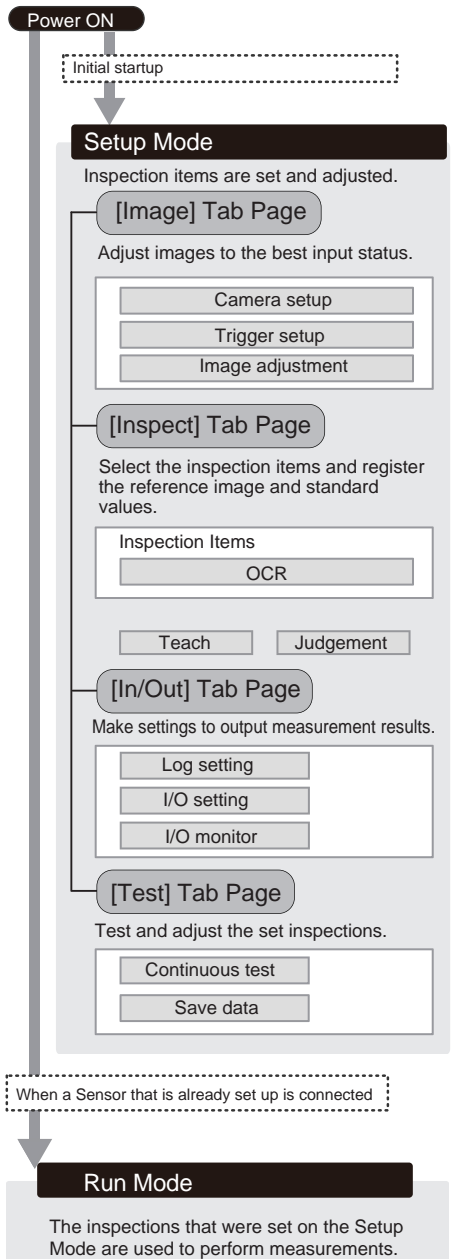 Power ON
Initial startup
Setup Mode
Inspection items are set and adjusted.
[Image] Tab Page
Adjust images to the best input status.
Camera setup
Trigger setup
Image adjustment
[Inspect] Tab Page
Select the inspection items and register
the reference image and standard
values.
Inspection Items
OCR
Teach
Judgement
[In/Out] Tab Page
Make settings to output measurement results.
Log setting
I/O setting
I/O monitor
[Test] Tab Page
Test and adjust the set inspections.
Continuous test
Save data
When a Sensor that is already set up is connected
Run Mode
The inspections that were set on the Setup
Mode are used to perform measurements.